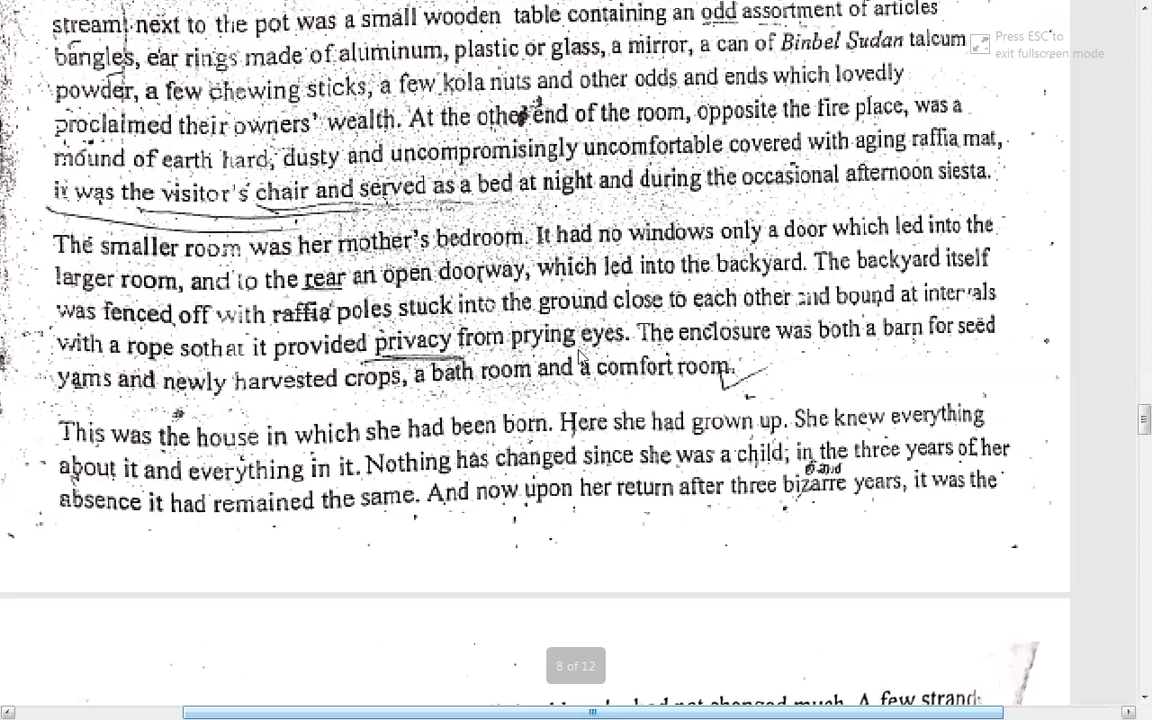 stream next to the pot was a small wooden table containing an odd assortment of articles
bangles, ear rings made of aluminum, plastic or glass, a mirror, a can of Binbel Sudan talcum
powder, a few chewing sticks, a few kola nuts and other odds and ends which lovedly
proclaimed their owners' wealth. At the other end of the room, opposite the fire place, was a
mound of earth hard, dusty and uncompromisingly uncomfortable covered with aging raffia mat,
it was the visitor's chair and served as a bed at night and during the occasional afternoon siesta.
The smaller room was her mother's bedroom. It had no windows only a door which led into the
larger room, and to the rear an open doorway, which led into the backyard. The backyard itself
was fenced off with raffia poles stuck into the ground close to each other and bound at intervals
with a rope sothat it provided privacy from prying eyes. The enclosure was both a barn for seed
yams and newly harvested crops, a bath room and a comfort room.
This was the house in which she had been born. Here she had grown up. She knew everything
about it and everything in it. Nothing has changed since she was a child; in the three years of her
absence it had remained the same. And now upon her return after three bizarre years, it was the
had not changed much. A few strand
Press ESC to
exit fullscreen mode
8 of 12